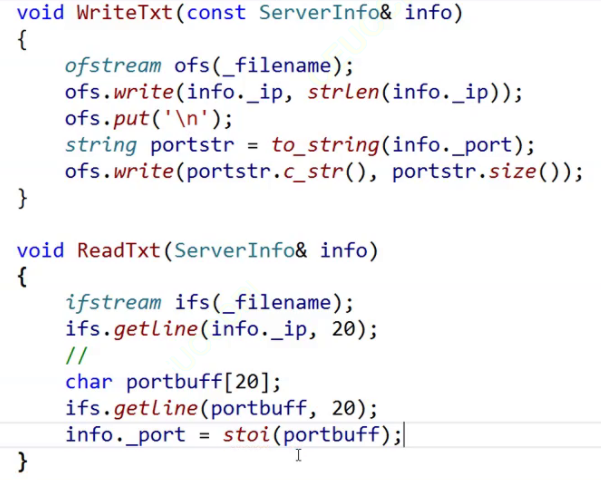 void WriteTxt(const ServerInfo& info)
{
    ofstream ofs(_filename);
    ofs.write(info._ip, strlen(info._ip));
    ofs.put('\n');
    string portstr = to_string(info._port);
    ofs.write(portstr.c_str(), portstr.size());
}
void ReadTxt(ServerInfo& info)
{
    ifstream ifs(_filename);
    ifs.getline(info._ip, 20);
    //
    char portbuff[20];
    ifs.getline(portbuff, 20);
    info._port = stoi(portbuff);
}